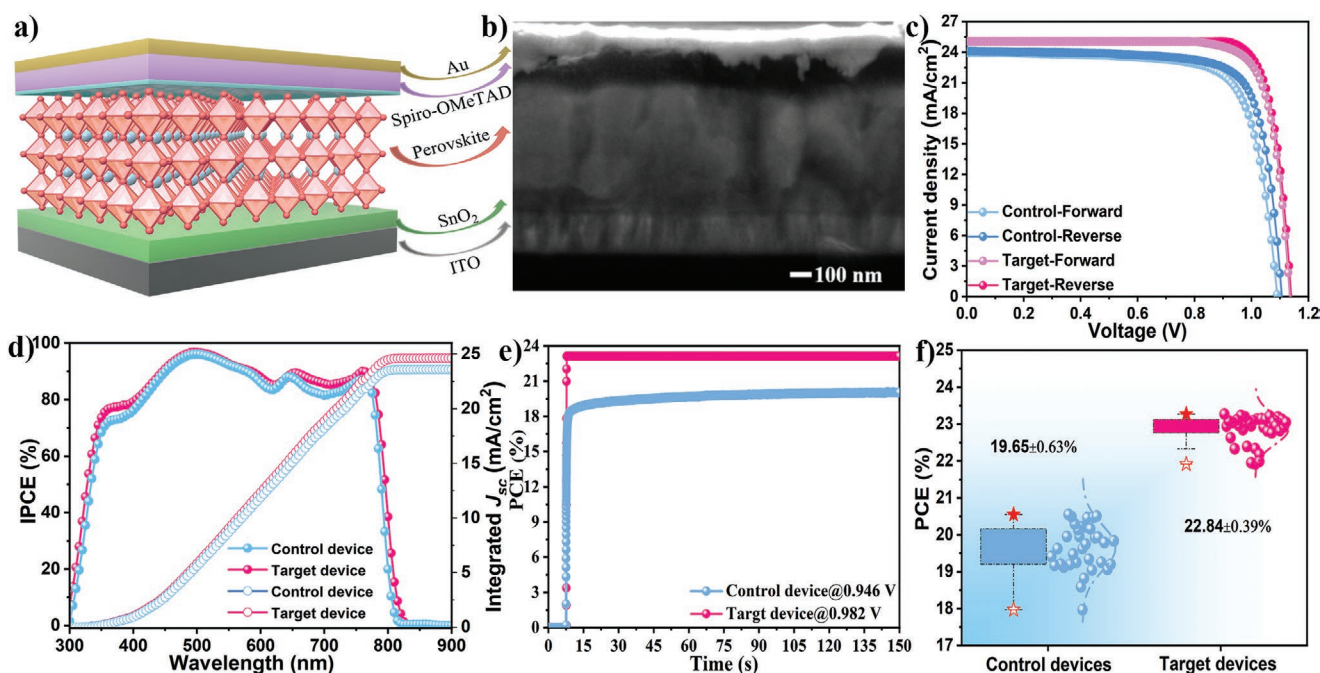 a)
Au
Spiro-OMeTAD
Perovskite
SnO₂
ITO
b)
100 nm
c)
27
24
21
18
15
12
9
6
3
0
Current density (mA/cm²)
Control-Forward
Control-Reverse
Target-Forward
Target-Reverse
0.0 0.2 0.4 0.6 0.8 1.0 1.2
Voltage (V)
d)
100
80
60
40
20
0
IPCE (%)
Control device
Target device
Control device
Target device
300 400 500 600 700 800 900
Wavelength (nm)
25
20
15
10
5
0
Integrated Jsc (mA/cm²)
e)
24
21
18
15
12
9
6
3
0
PCE (%)
Control device@0.946 V
Targt device@0.982 V
0 15 30 45 60 75 90 105 120 135 150
Time (s)
f)
25
24
23
22
21
20
19
18
17
PCE (%)
19.65±0.63%
22.84±0.39%
Control devices Target devices